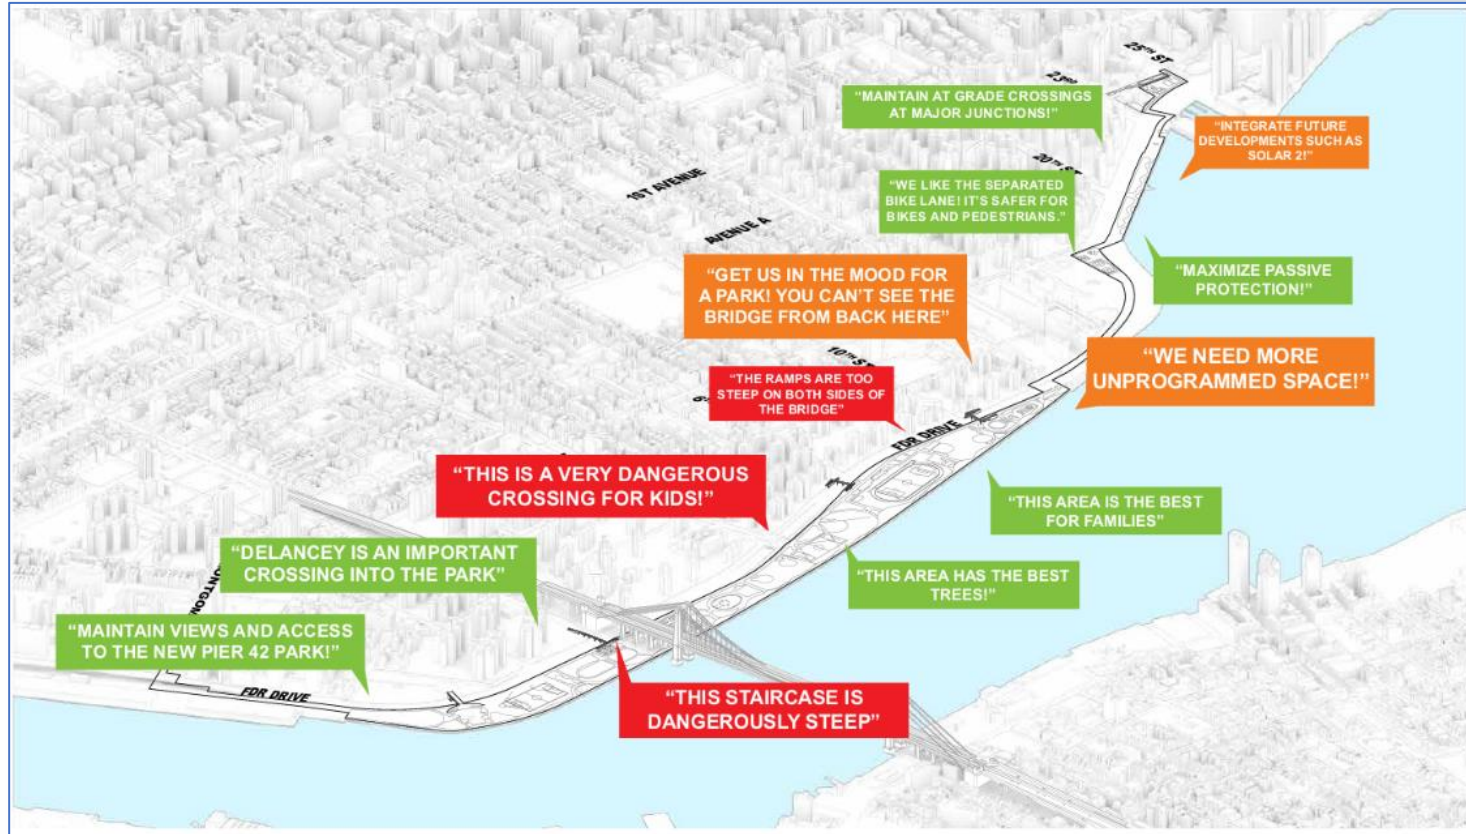 25TH ST
23RD
“MAINTAIN AT GRADE CROSSINGS
AT MAJOR JUNCTIONS!”
“INTEGRATE FUTURE
DEVELOPMENTS SUCH AS
SOLAR 2!”
20TH ST
1ST AVENUE
“WE LIKE THE SEPARATED
BIKE LANE! IT’S SAFER FOR
BIKES AND PEDESTRIANS.”
AVENUE A
“GET US IN THE MOOD FOR
A PARK! YOU CAN’T SEE THE
BRIDGE FROM BACK HERE”
“MAXIMIZE PASSIVE
PROTECTION!”
10TH ST
“WE NEED MORE
UNPROGRAMMED SPACE!”
“THE RAMPS ARE TOO
STEEP ON BOTH SIDES OF
THE BRIDGE”
FDR DRIVE
“THIS IS A VERY DANGEROUS
CROSSING FOR KIDS!”
“THIS AREA IS THE BEST
FOR FAMILIES”
“DELANCEY IS AN IMPORTANT
CROSSING INTO THE PARK”
“THIS AREA HAS THE BEST
TREES!”
“MAINTAIN VIEWS AND ACCESS
TO THE NEW PIER 42 PARK!”
FDR DRIVE
“THIS STAIRCASE IS
DANGEROUSLY STEEP”